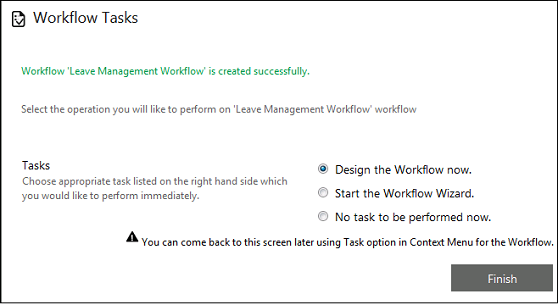 Workflow Tasks
Workflow 'Leave Management Workflow' is created successfully.
Select the operation you will like to perform on 'Leave Management Workflow' workflow
Tasks
Choose appropriate task listed on the right hand side which
you would like to perform immediately.
Design the Workflow now.
Start the Workflow Wizard.
No task to be performed now.
You can come back to this screen later using Task option in Context Menu for the Workflow.
Finish